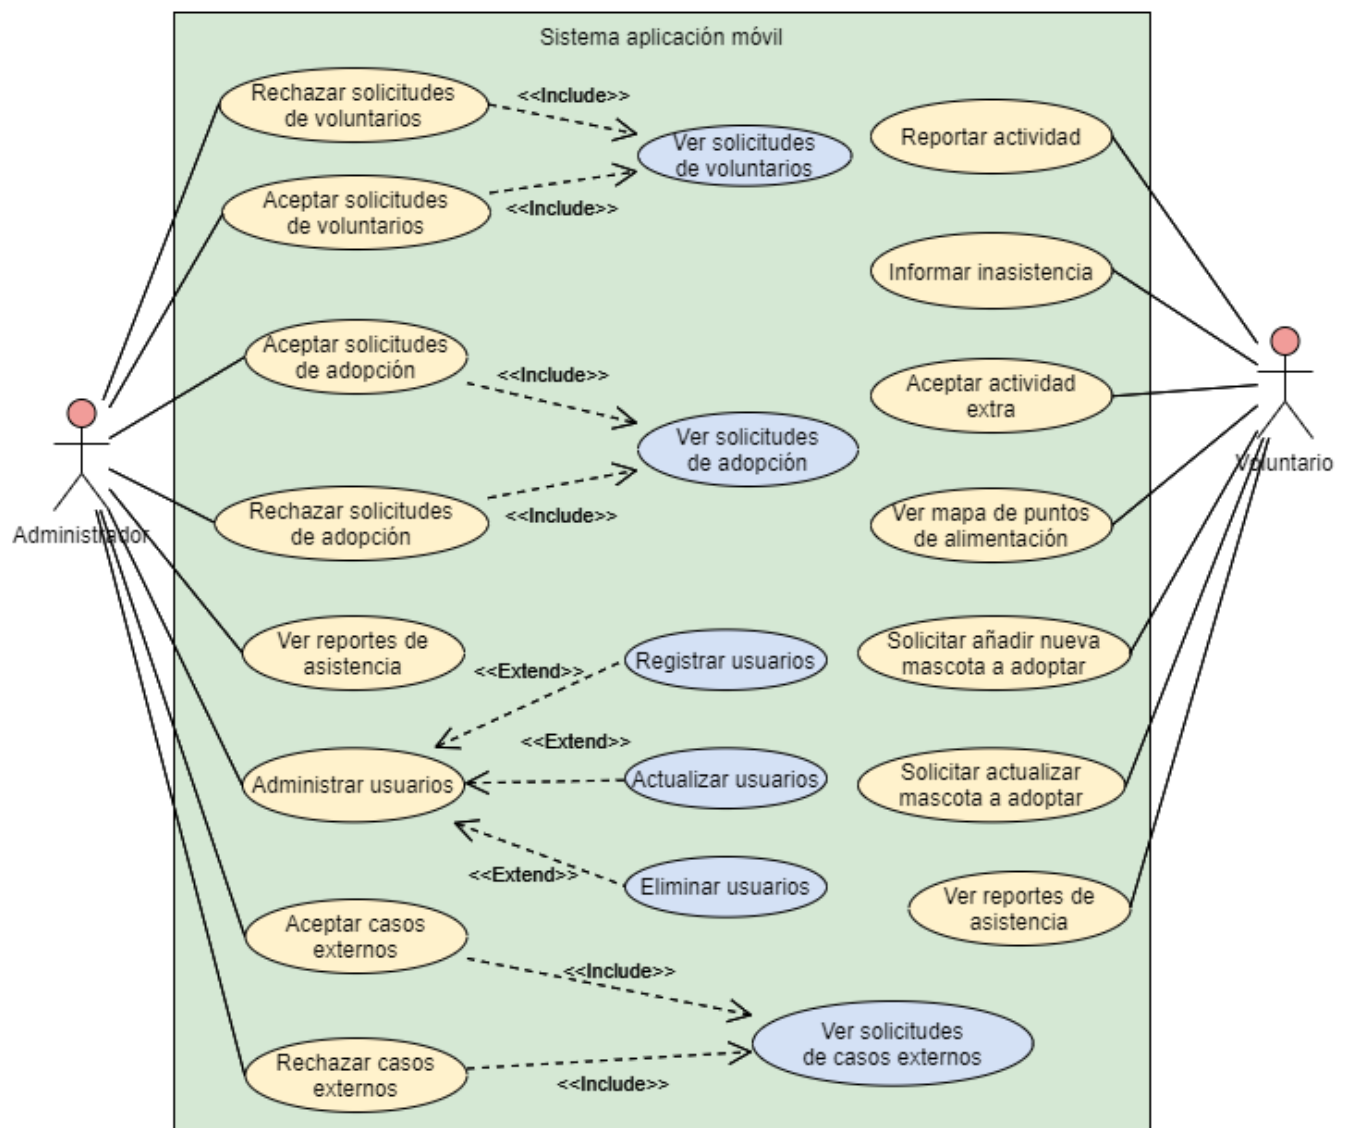 Sistema aplicación móvil
Rechazar solicitudes
de voluntarios
<<Include>>
Ver solicitudes
de voluntarios
Reportar actividad
Aceptar solicitudes
de voluntarios
<<Include>>
Informar inasistencia
Aceptar solicitudes
de adopción
<<Include>>
Aceptar actividad
extra
Ver solicitudes
de adopción
Voluntario
Rechazar solicitudes
de adopción
<<Include>>
Ver mapa de puntos
de alimentación
Administrador
Ver reportes de
asistencia
<<Extend>>
Registrar usuarios
Solicitar añadir nueva
mascota a adoptar
<<Extend>>
Administrar usuarios
Actualizar usuarios
Solicitar actualizar
mascota a adoptar
<<Extend>>
Eliminar usuarios
Ver reportes de
asistencia
Aceptar casos
externos
<<Include>>
Ver solicitudes
de casos externos
Rechazar casos
externos
<<Include>>